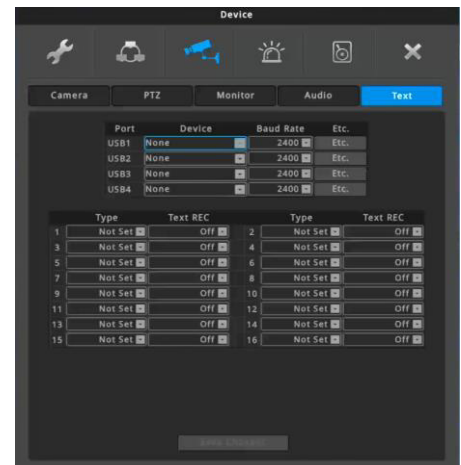 Device
Camera PTZ Monitor Audio Text
Port Device Baud Rate Etc.
USB1 None 2400 Etc.
USB2 None 2400 Etc.
USB3 None 2400 Etc.
USB4 None 2400 Etc.
Type Text REC Type Text REC
1 Not Set Off 2 Not Set Off
3 Not Set Off 4 Not Set Off
5 Not Set Off 6 Not Set Off
7 Not Set Off 8 Not Set Off
9 Not Set Off 10 Not Set Off
11 Not Set Off 12 Not Set Off
13 Not Set Off 14 Not Set Off
15 Not Set Off 16 Not Set Off